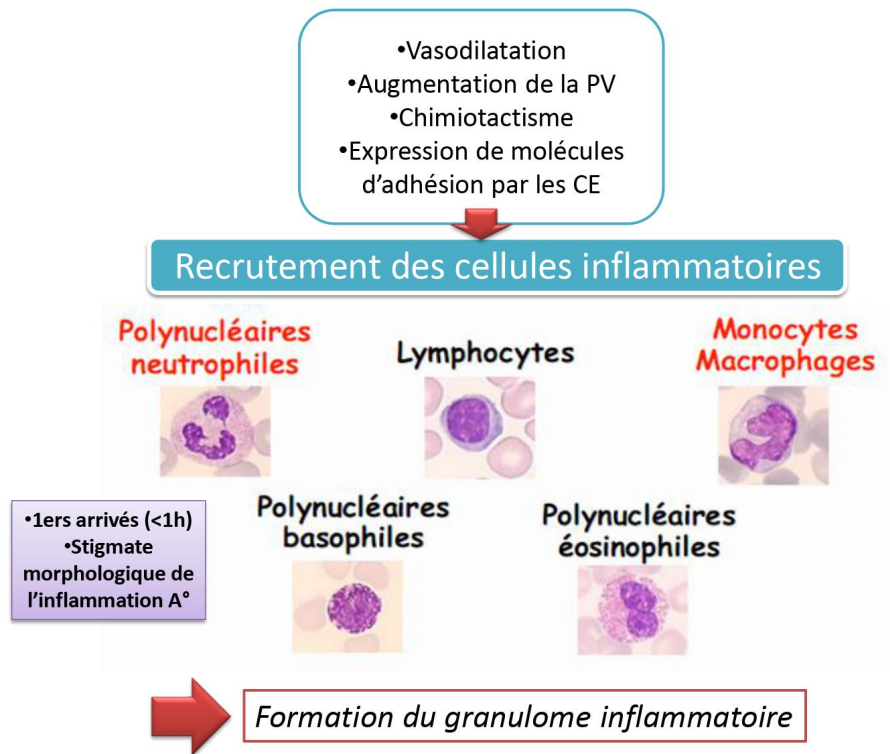 •Vasodilatation
•Augmentation de la PV
•Chimiotactisme
•Expression de molécules
d'adhésion par les CE
Recrutement des cellules inflammatoires
Polynucléaires
neutrophiles
Lymphocytes
Monocytes
Macrophages
•1ers arrivés (<1h)
•Stigmate
morphologique de
l'inflammation A°
Polynucléaires
basophiles
Polynucléaires
éosinophiles
Formation du granulome inflammatoire